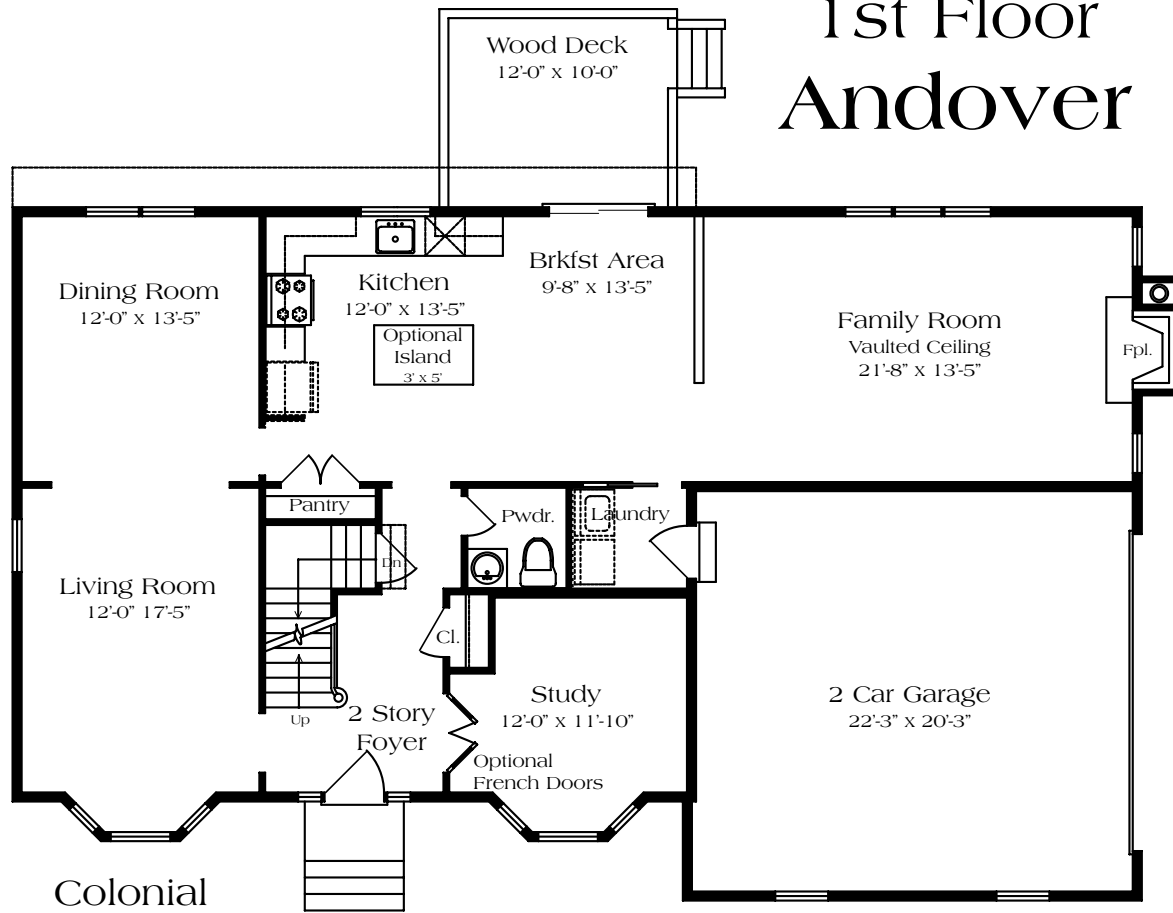 1st Floor
Andover
Wood Deck
12'-0" x 10'-0"
Dining Room
12'-0" x 13'-5"
Kitchen
12'-0" x 13'-5"
Optional
Island
3' x 5'
Brkfst Area
9'-8" x 13'-5"
Family Room
Vaulted Ceiling
21'-8" x 13'-5"
Fpl.
Pantry
Pwdr.
Laundry
Dn
Living Room
12'-0" 17'-5"
Cl.
Up
2 Story
Foyer
Study
12'-0" x 11'-10"
Optional
French Doors
2 Car Garage
22'-3" x 20'-3"
Colonial